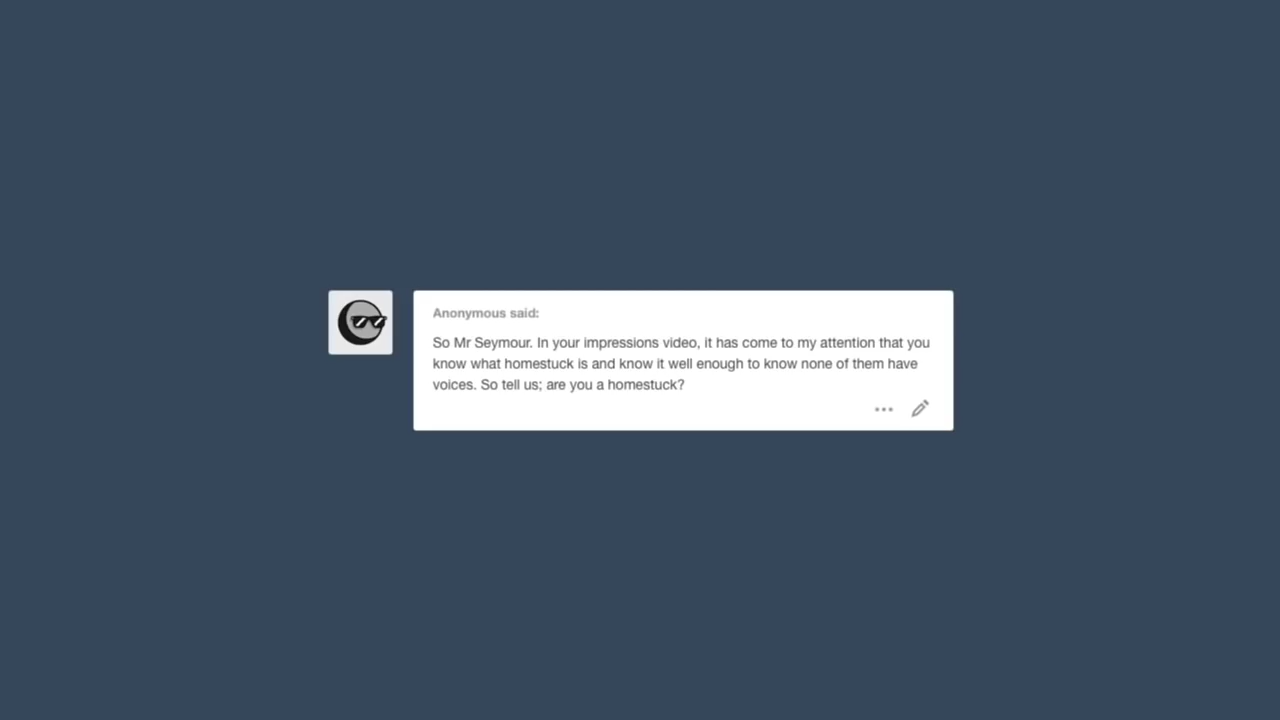 Anonymous said:
So Mr Seymour. In your impressions video, it has come to my attention that you
know what homestuck is and know it well enough to know none of them have
voices. So tell us; are you a homestuck?